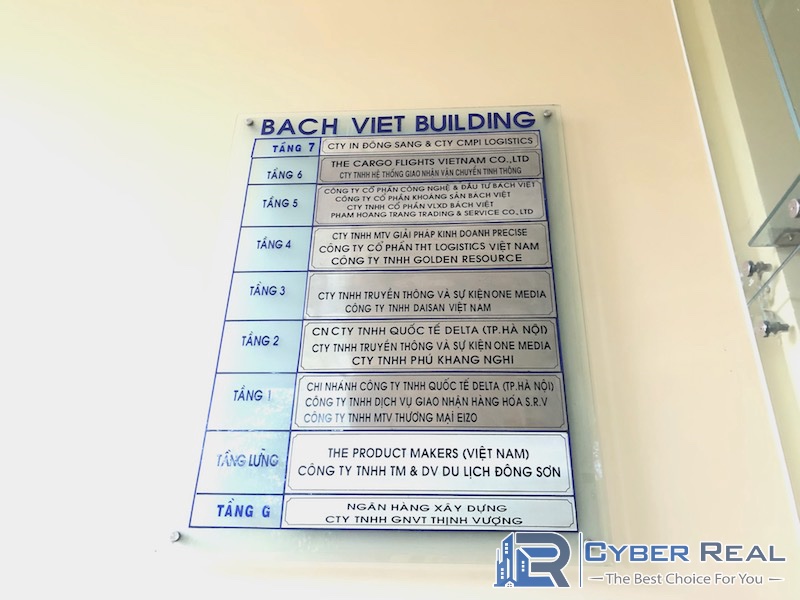 BACH VIET BUILDING
TẦNG 7
CTY IN ĐÔNG SANG & CTY CMPI LOGISTICS
TẦNG 6
THE CARGO FLIGHTS VIETNAM CO.,LTD
CTY TNHH HỆ THỐNG GIAO NHẬN VẬN CHUYỂN TINH THÔNG
TẦNG 5
CÔNG TY CỔ PHẦN CÔNG NGHỆ & ĐẦU TƯ BÁCH VIỆT
CÔNG TY CỔ PHẦN KHOÁNG SẢN BÁCH VIỆT
CTY TNHH CỔ PHẦN VLXD BÁCH VIỆT
PHAM HOANG TRANG TRADING & SERVICE CO.,LTD
TẦNG 4
CTY TNHH MTV GIẢI PHÁP KINH DOANH PRECISE
CÔNG TY CỔ PHẦN THT LOGISTICS VIỆT NAM
CÔNG TY TNHH GOLDEN RESOURCE
TẦNG 3
CTY TNHH TRUYỀN THÔNG VÀ SỰ KIỆN ONE MEDIA
CÔNG TY TNHH DAISAN VIỆT NAM
TẦNG 2
CN CTY TNHH QUỐC TẾ DELTA (TP.HÀ NỘI)
CTY TNHH TRUYỀN THÔNG VÀ SỰ KIỆN ONE MEDIA
CTY TNHH PHÚ KHANG NGHI
TẦNG 1
CHI NHÁNH CÔNG TY TNHH QUỐC TẾ DELTA (TP.HÀ NỘI)
CÔNG TY TNHH DỊCH VỤ GIAO NHẬN HÀNG HÓA S.R.V
CÔNG TY TNHH MTV THƯƠNG MẠI EIZO
TẦNG LỬNG
THE PRODUCT MAKERS (VIỆT NAM)
CÔNG TY TNHH TM & DV DU LỊCH ĐÔNG SƠN
TẦNG G
NGÂN HÀNG XÂY DỰNG
CTY TNHH GNVT THỊNH VƯỢNG
CYBER REAL
The Best Choice For You